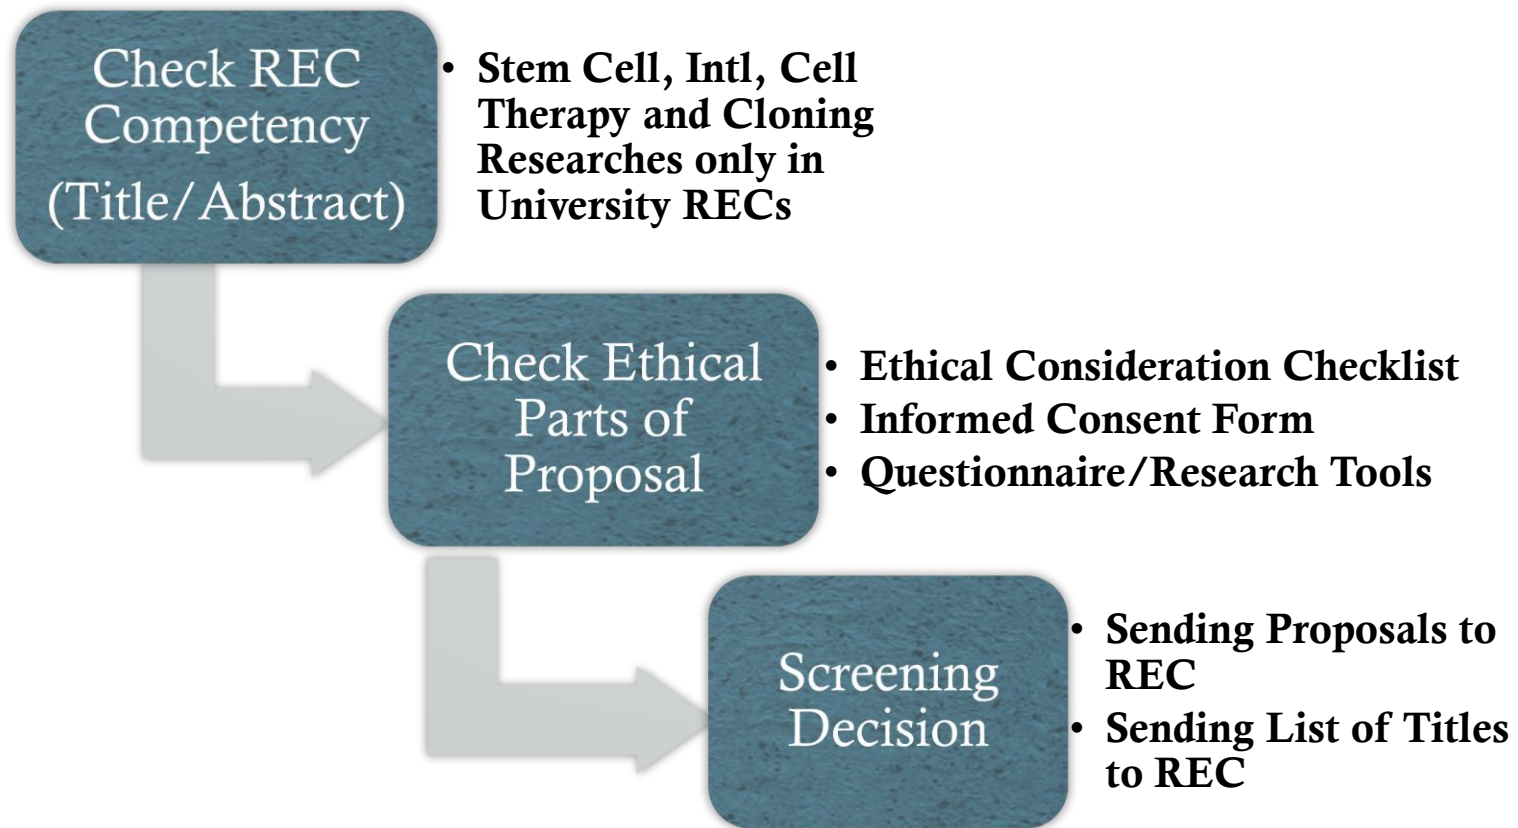 Check REC
Competency
(Title/Abstract)
• Stem Cell, Intl, Cell
Therapy and Cloning
Researches only in
University RECs
Check Ethical
Parts of
Proposal
• Ethical Consideration Checklist
• Informed Consent Form
• Questionnaire/Research Tools
Screening
Decision
• Sending Proposals to
REC
• Sending List of Titles
to REC